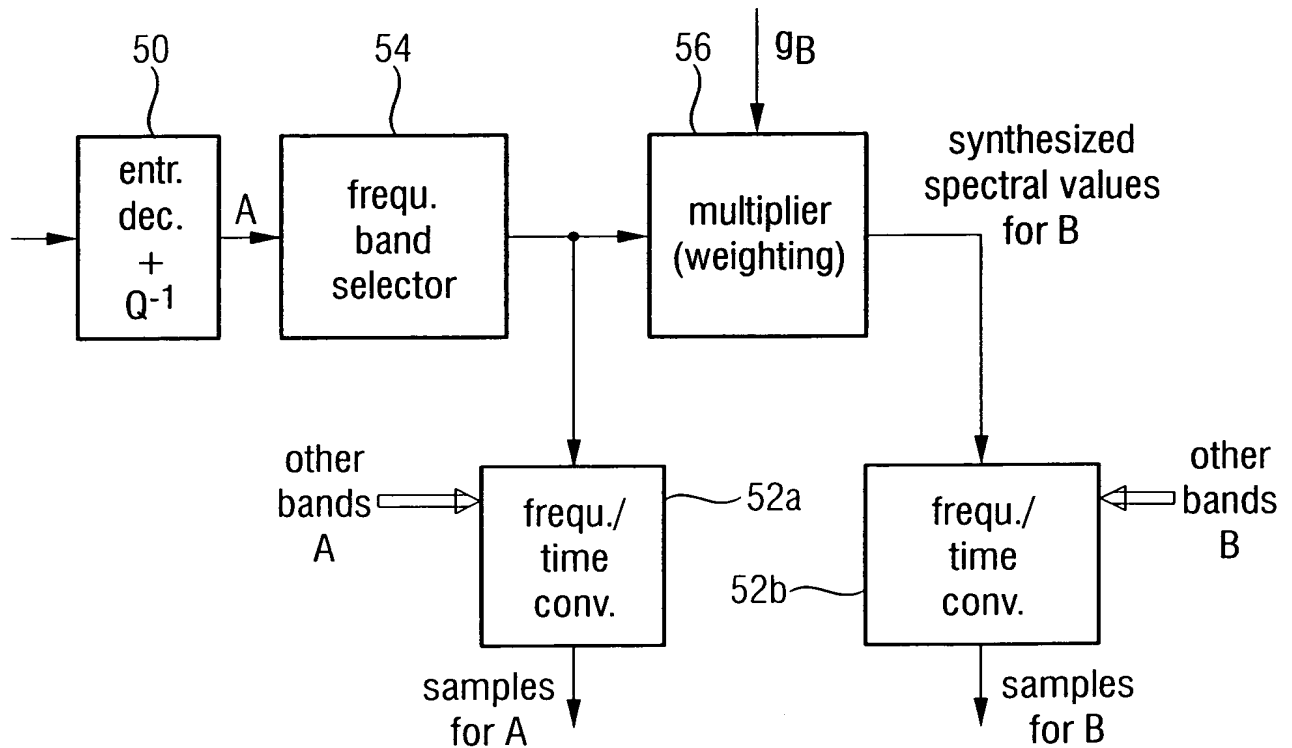 50
54
56
gB
entr.
dec.
+
Q-1
A
frequ.
band
selector
multiplier
(weighting)
synthesized
spectral values
for B
other
bands
A
frequ./
time
conv.
52a
52b
frequ./
time
conv.
other
bands
B
samples
for A
samples
for B